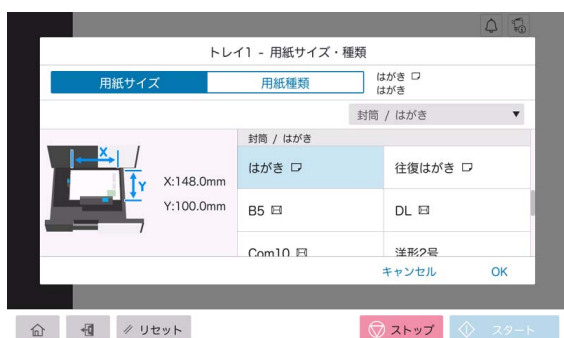 トレイ1 - 用紙サイズ・種類
用紙サイズ
用紙種類
はがき
はがき
封筒 / はがき
封筒 / はがき
はがき
往復はがき
X
Y
X:148.0mm
Y:100.0mm
B5
DL
Com10
洋形2号
キャンセル
OK
リセット
ストップ
スタート